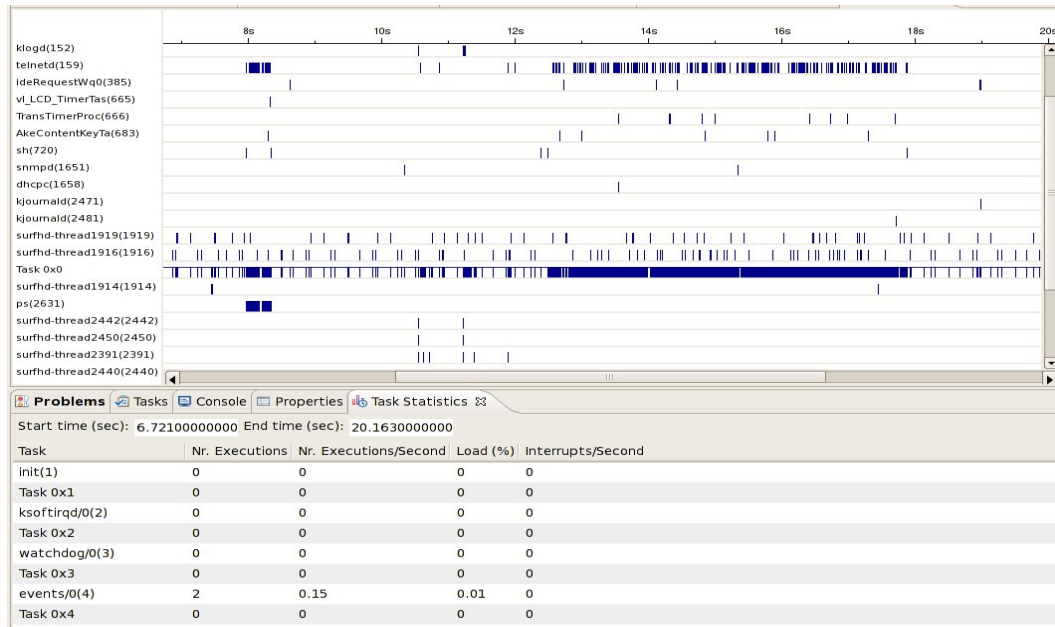 8s 10s 12s 14s 16s 18s 20s
klogd(152)
telnetd(159)
ideRequestWq0(385)
vl_LCD_TimerTas(665)
TransTimerProc(666)
AkeContentKeyTa(683)
sh(720)
snmpd(1651)
dhcpc(1658)
kjournald(2471)
kjournald(2481)
surfhd-thread1919(1919)
surfhd-thread1916(1916)
Task 0x0
surfhd-thread1914(1914)
ps(2631)
surfhd-thread2442(2442)
surfhd-thread2450(2450)
surfhd-thread2391(2391)
surfhd-thread2440(2440)
Problems Tasks Console Properties Task Statistics
Start time (sec): 6.72100000000 End time (sec): 20.1630000000
Task Nr. Executions Nr. Executions/Second Load (%) Interrupts/Second
init(1) 0 0 0 0
Task 0x1 0 0 0 0
ksoftirqd/0(2) 0 0 0 0
Task 0x2 0 0 0 0
watchdog/0(3) 0 0 0 0
Task 0x3 0 0 0 0
events/0(4) 2 0.15 0.01 0
Task 0x4 0 0 0 0